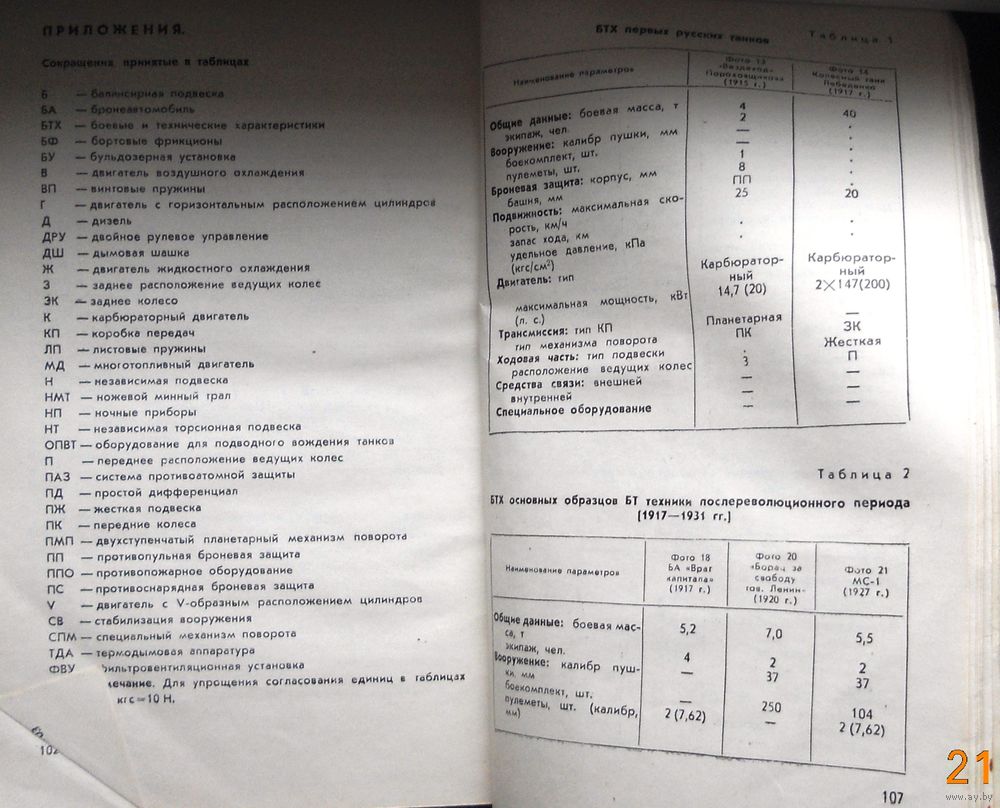 ПРИЛОЖЕНИЯ.
Сокращения, принятые в таблицах
Б — балансирная подвеска
БА — бронеавтомобиль
БТХ — боевые и технические характеристики
БФ — бортовые фрикционы
БУ — бульдозерная установка
В — двигатель воздушного охлаждения
ВП — винтовые пружины
Г — двигатель с горизонтальным расположением цилиндров
Д — дизель
ДРУ — двойное рулевое управление
ДШ — дымовая шашка
Ж — двигатель жидкостного охлаждения
З — заднее расположение ведущих колес
ЗК — заднее колесо
К — карбюраторный двигатель
КП — коробка передач
ЛП — листовые пружины
МД — многотопливный двигатель
Н — независимая подвеска
НМТ — ножевой минный трал
НП — ночные приборы
НТ — независимая торсионная подвеска
ОПВТ — оборудование для подводного вождения танков
П — переднее расположение ведущих колес
ПАЗ — система противоатомной защиты
ПД — простой дифференциал
ПЖ — жесткая подвеска
ПК — передние колеса
ПМП — двухступенчатый планетарный механизм поворота
ПП — противопульная броневая защита
ППО — противопожарное оборудование
ПС — противоснарядная броневая защита
V — двигатель с V-образным расположением цилиндров
СВ — стабилизация вооружения
СПМ — специальный механизм поворота
ТДА — термодымовая аппаратура
ФВУ фильтровентиляционная установка
мечание. Для упрощения согласования единиц в таблицах
кгс = 10 Н.
БТХ первых русских танков
Таблица 1
Наименование параметров
Фото 13 «Вездеход» Пороховщикова (1915 г.)
Фото 14 Колесный танк Лебеденко (1917 г.)
Общие данные: боевая масса, т 4 40
экипаж, чел. 2 .
Вооружение: калибр пушки, мм — .
боекомплект, шт. — .
пулеметы, шт. 1 .
Броневая защита: корпус, мм 8 .
башня, мм ПП .
Подвижность: максимальная ско-
рость, км/ч 25 20
запас хода, км . .
удельное давление, кПа
(кгс/см²) . .
Двигатель: тип Карбюратор-
ный Карбюратор-
ный
максимальная мощность, кВт
(л. с.) 14,7 (20) 2×147(200)
Трансмиссия: тип КП Планетарная —
тип механизма поворота ПК ЗК
Ходовая часть: тип подвески . Жесткая
расположение ведущих колес З П
Средства связи: внешней — —
внутренней — —
Специальное оборудование — —
Таблица 2
БТХ основных образцов БТ техники послереволюционного периода
[1917—1931 гг.]
Наименование параметров
Фото 18 БА «Враг капитала» (1917 г.)
Фото 20 «Борец за свободу тов. Ленин» (1920 г.)
Фото 21 МС-1 (1927 г.)
Общие данные: боевая мас-
са, т 5,2 7,0 5,5
экипаж, чел. 4 2 2
Вооружение: калибр пуш-
ки, мм — 37 37
боекомплект, шт. — 250 104
пулеметы, шт. (калибр,
мм) 2 (7,62) — 2 (7,62)
107
21
www.ay.by